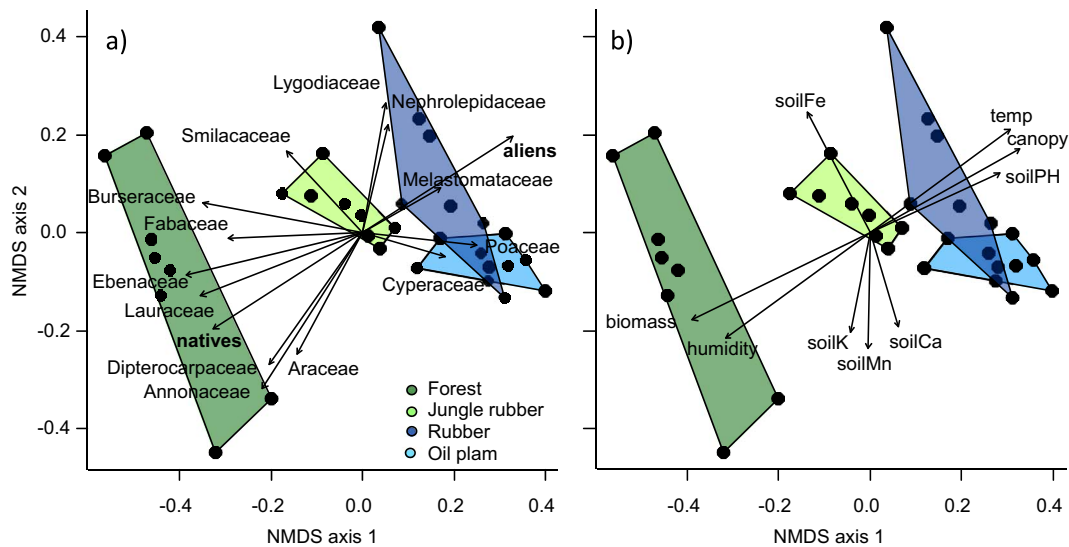 a)
0.4
0.2
0.0
-0.2
-0.4
NMDS axis 2
Lygodiaceae
Nephrolepidaceae
Smilacaceae
aliens
Melastomataceae
Burseraceae
Fabaceae
Poaceae
Ebenaceae
Cyperaceae
Lauraceae
natives
Dipterocarpaceae
Araceae
Annonaceae
Forest
Jungle rubber
Rubber
Oil plam
-0.4
-0.2
0.0
0.2
0.4
NMDS axis 1
b)
soilFe
temp
canopy
soilPH
biomass
humidity
soilK
soilCa
soilMn
-0.4
-0.2
0.0
0.2
0.4
NMDS axis 1